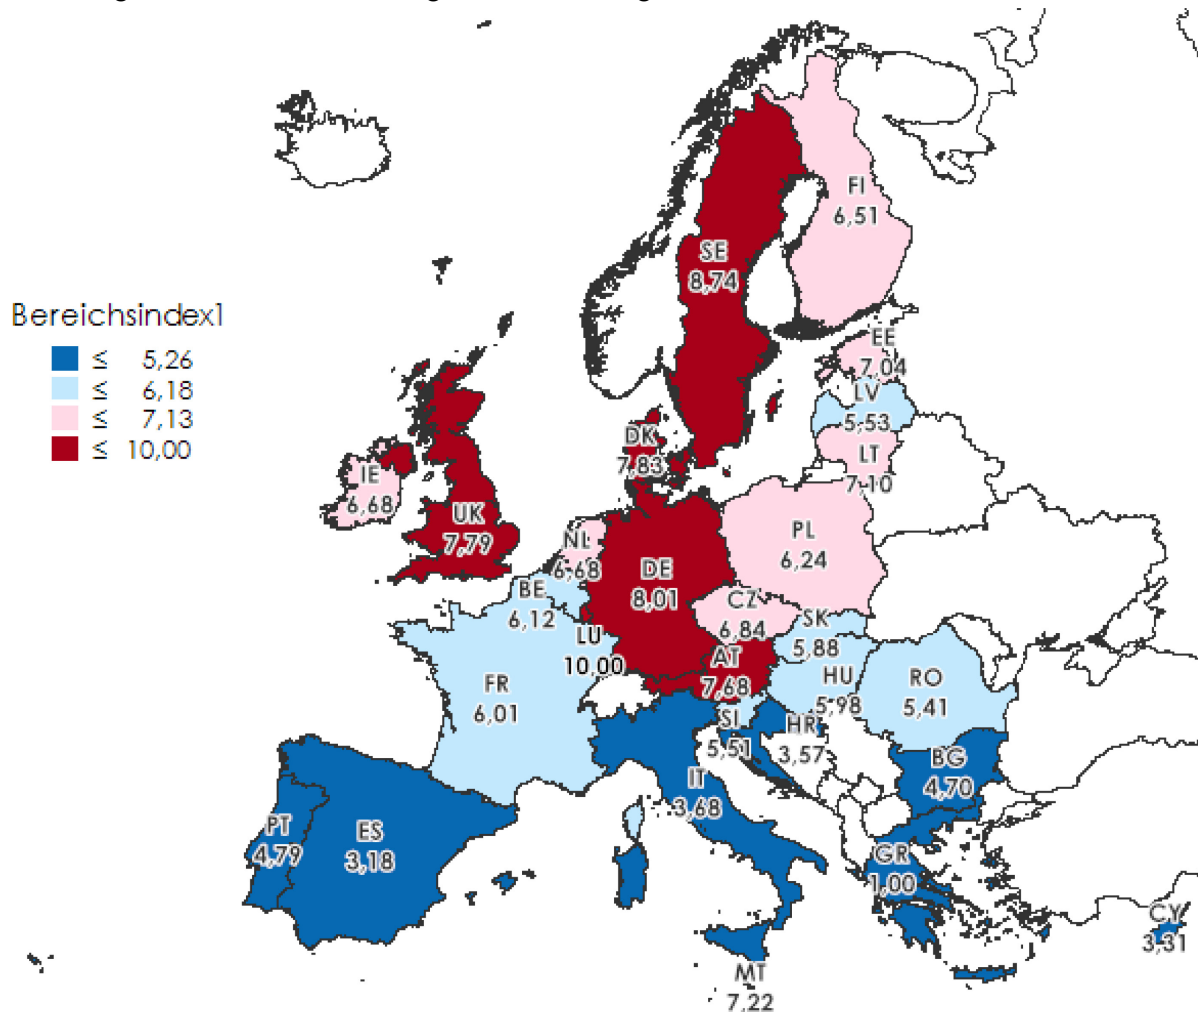 FI
6,51
SE
8,74
Bereichsindex1
≤ 5,26
≤ 6,18
≤ 7,13
≤ 10,00
EE
7,04
LV
5,53
LT
7,10
DK
7,83
IE
6,68
UK
7,79
NL
6,68
PL
6,24
DE
8,01
BE
6,12
CZ
6,84
SK
5,88
LU
10,00
AT
7,68
HU
5,98
RO
5,41
FR
6,01
SI
5,51
HR
3,57
BG
4,70
IT
3,68
PT
4,79
ES
3,18
GR
1,00
CY
3,31
MT
7,22